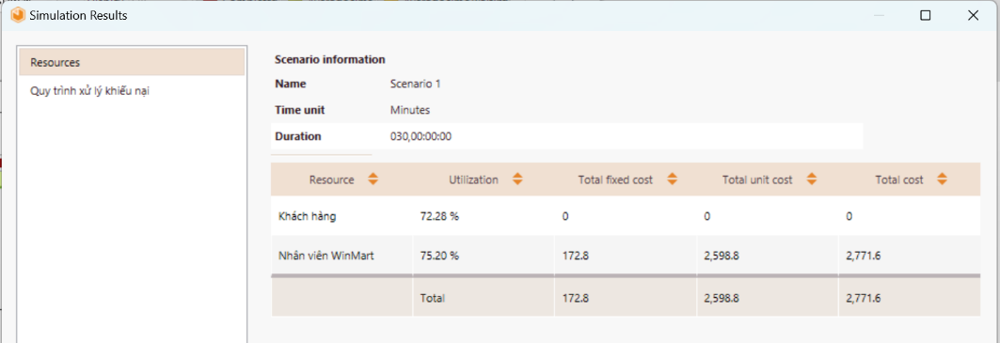 Simulation Results
Resources
Quy trình xử lý khiếu nại
Scenario information
Name Scenario 1
Time unit Minutes
Duration 030,00:00:00
Resource Utilization Total fixed cost Total unit cost Total cost
Khách hàng 72.28 % 0 0 0
Nhân viên WinMart 75.20 % 172.8 2,598.8 2,771.6
Total 172.8 2,598.8 2,771.6